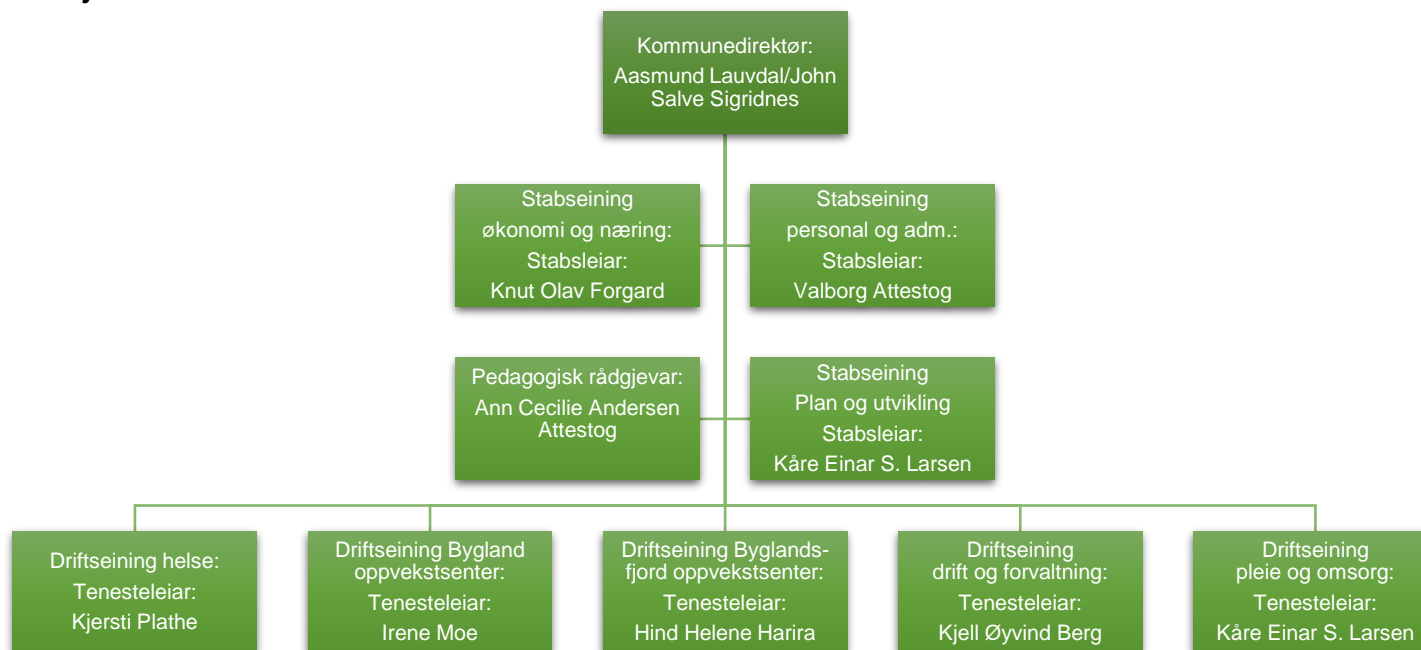 Kommunedirektør:
Aasmund Lauvdal/John
Salve Sigridnes
Stabseining
økonomi og næring:
Stabsleiar:
Knut Olav Forgard
Stabseining
personal og adm.:
Stabsleiar:
Valborg Attestog
Pedagogisk rådgjevar:
Ann Cecilie Andersen
Attestog
Stabseining
Plan og utvikling
Stabsleiar:
Kåre Einar S. Larsen
Driftseining helse:
Tenesteleiar:
Kjersti Plathe
Driftseining Bygland
oppvekstsenter:
Tenesteleiar:
Irene Moe
Driftseining Byglands-
fjord oppvekstsenter:
Tenesteleiar:
Hind Helene Harira
Driftseining
drift og forvaltning:
Tenesteleiar:
Kjell Øyvind Berg
Driftseining
pleie og omsorg:
Tenesteleiar:
Kåre Einar S. Larsen